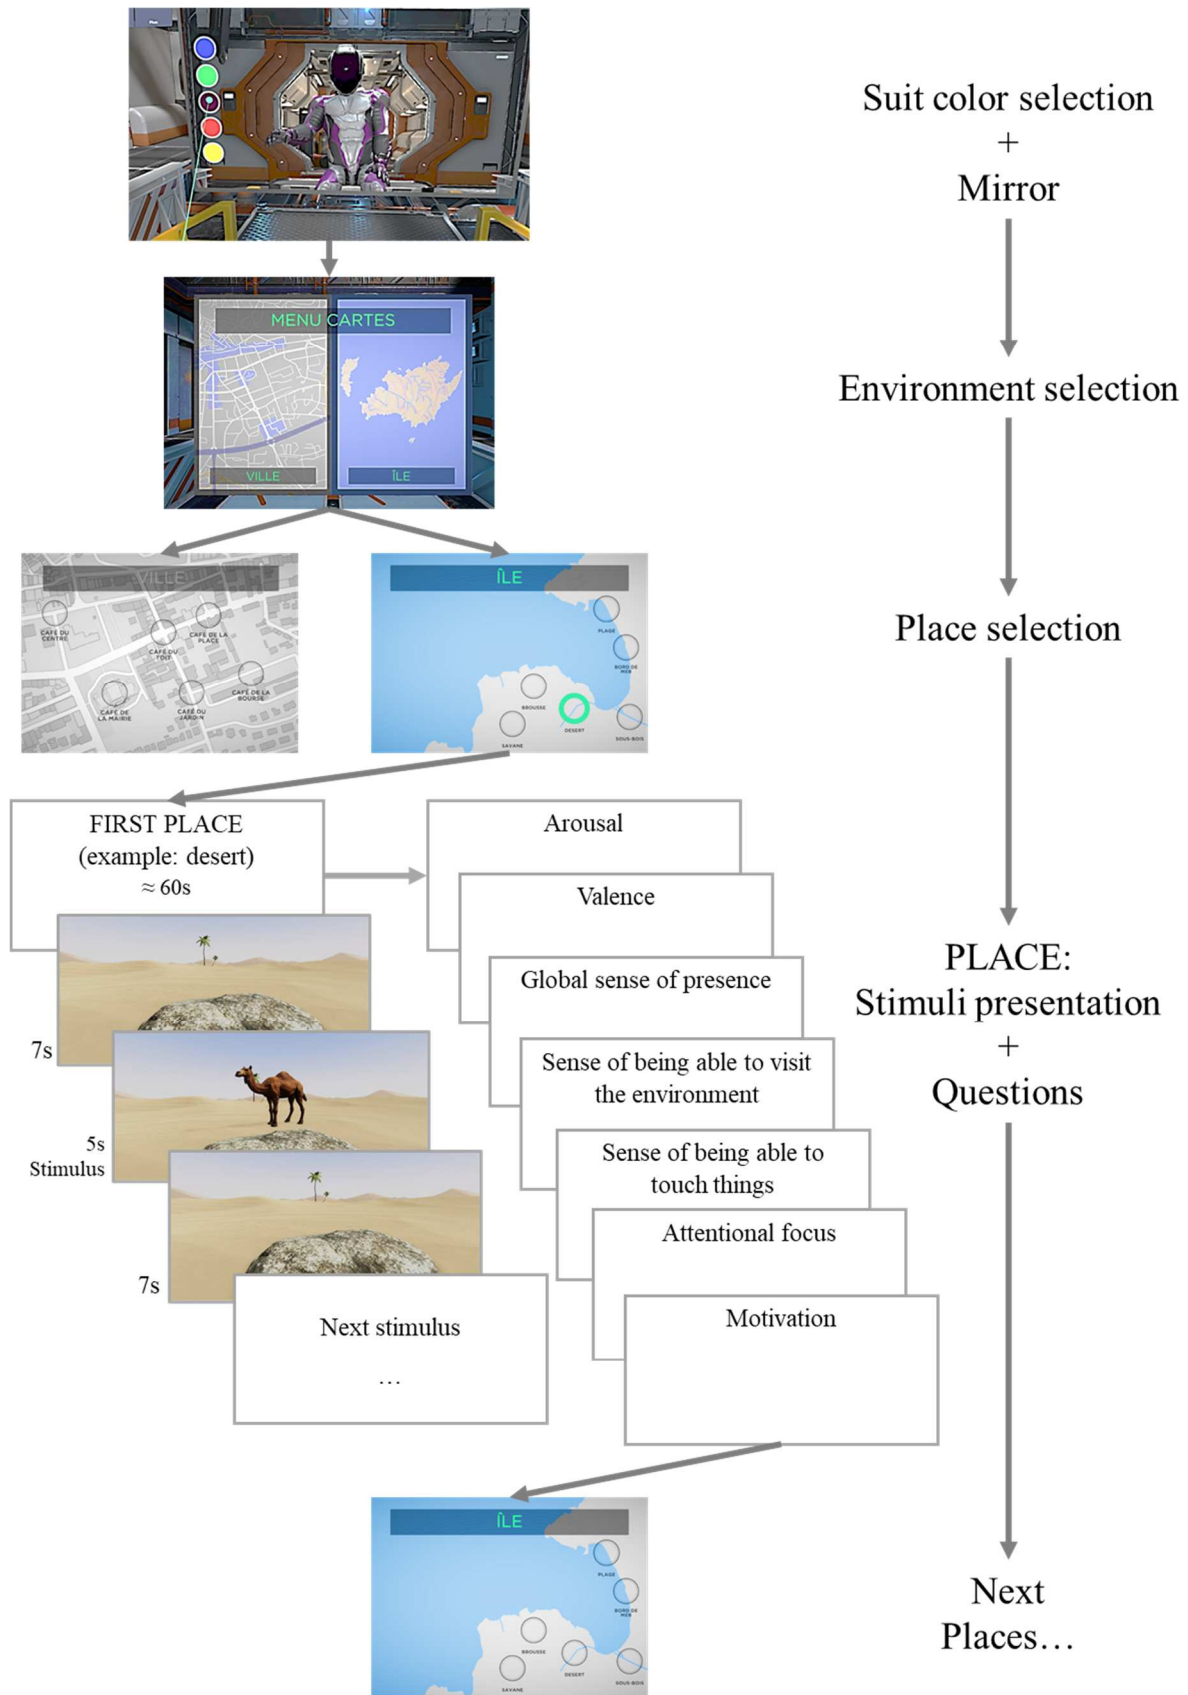 Suit color selection
+
Mirror
MENU CARTES
VILLE
ÎLE
Environment selection
VILLE
CAFÉ DU
CENTRE
CAFÉ DE LA
PLACE
CAFÉ DU
CAFÉ DE LA
BOURSE
CAFÉ DE
LA MAIRIE
CAFÉ DU
JARDIN
ÎLE
PLAGE
BORD DE
MER
BROUSSE
DESERT
SAVANE
SOUS-BOIS
Place selection
FIRST PLACE
(example: desert)
≈ 60s
7s
5s
Stimulus
7s
Next stimulus
…
Arousal
Valence
Global sense of presence
Sense of being able to visit
the environment
Sense of being able to
touch things
Attentional focus
Motivation
PLACE:
Stimuli presentation
+
Questions
ÎLE
PLAGE
BORD DE
MER
BROUSSE
DESERT
SAVANE
SOUS-BOIS
Next
Places…